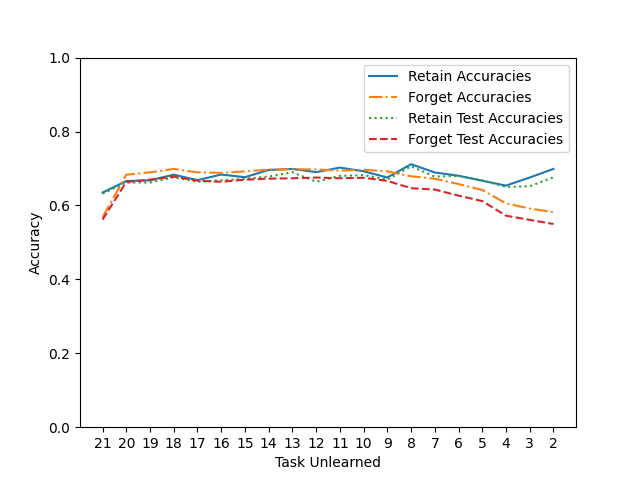 1.0
0.8
0.6
0.4
0.2
0.0
Accuracy
Retain Accuracies
Forget Accuracies
Retain Test Accuracies
Forget Test Accuracies
21 20 19 18 17 16 15 14 13 12 11 10 9 8 7 6 5 4 3 2
Task Unlearned